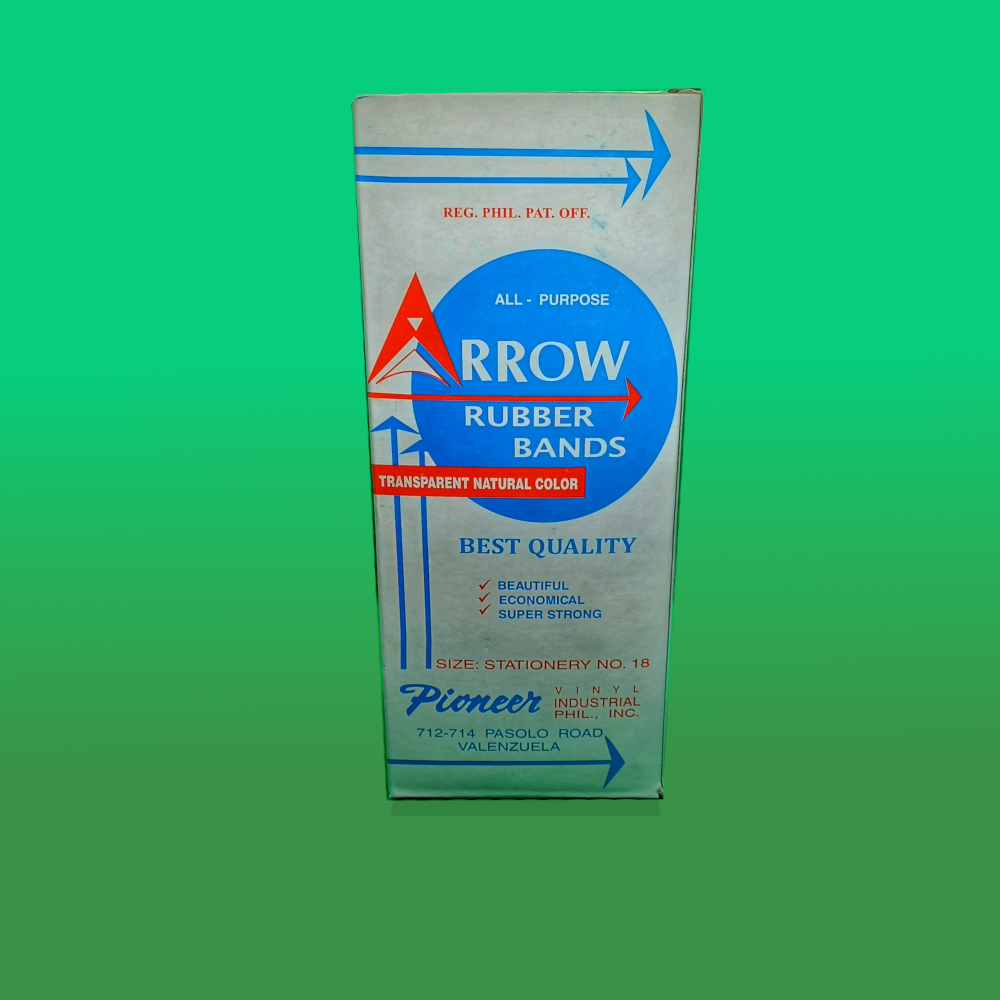 REG. PHIL. PAT. OFF.
ALL - PURPOSE
ARROW
RUBBER
BANDS
TRANSPARENT NATURAL COLOR
BEST QUALITY
BEAUTIFUL
ECONOMICAL
SUPER STRONG
SIZE: STATIONERY NO. 18
Pioneer VINYL
INDUSTRIAL
PHIL., INC.
712-714 PASOLO ROAD
VALENZUELA